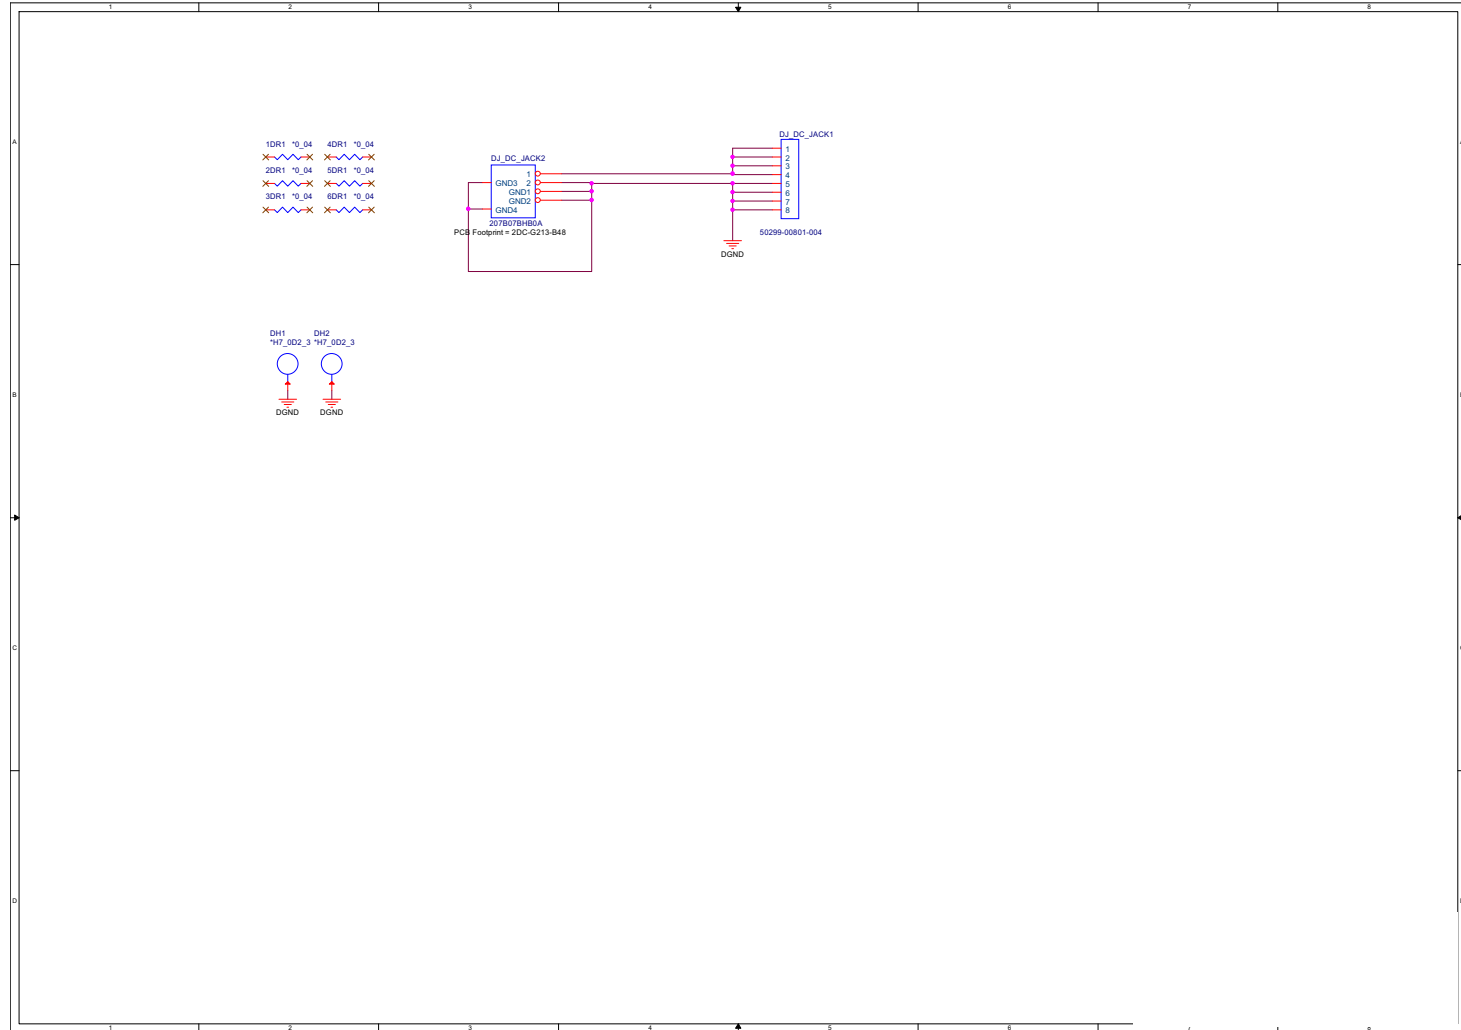 1 2 3 4 5 6 7 8
A
DJ_DC_JACK1
1DR1 *0_04 4DR1 *0_04
2DR1 *0_04 5DR1 *0_04
3DR1 *0_04 6DR1 *0_04
DJ_DC_JACK2
1
GND3 2
GND1
GND2
GND4
207B07BHB0A
PCB Footprint = 2DC-G213-B48
1
2
3
4
5
6
7
8
50299-00801-004
DGND
DH1 DH2
*H7_0D2_3 *H7_0D2_3
B
DGND DGND
C
D
1 2 3 4 5 6